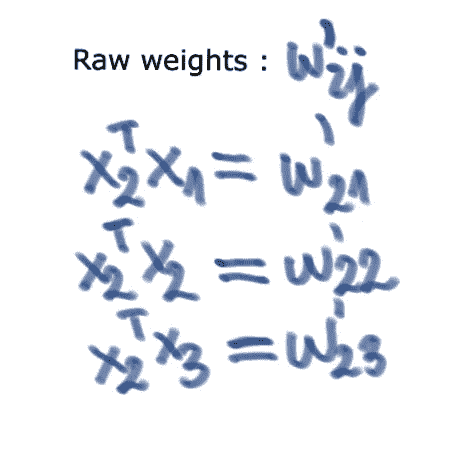 Raw weights : w'₂ⱼ
x₂ᵀx₁ = w'₂₁
x₂ᵀx₂ = w'₂₂
x₂ᵀx₃ = w'₂₃